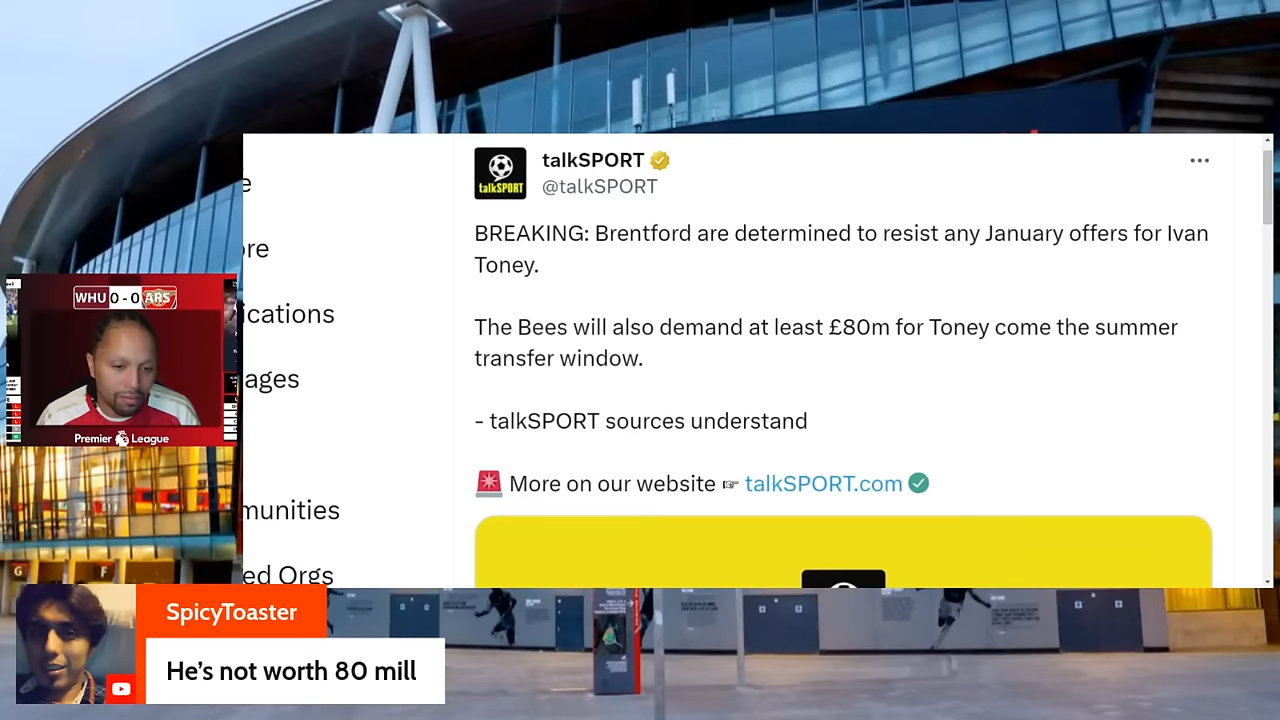 talkSPORT
@talkSPORT
talkSPORT
BREAKING: Brentford are determined to resist any January offers for Ivan
Toney.
The Bees will also demand at least £80m for Toney come the summer
transfer window.
- talkSPORT sources understand
More on our website ☞ talkSPORT.com
e
ore
ications
ages
munities
ed Orgs
WHU 0 - 0 ARS
Premier League
G
F
SpicyToaster
He's not worth 80 mill